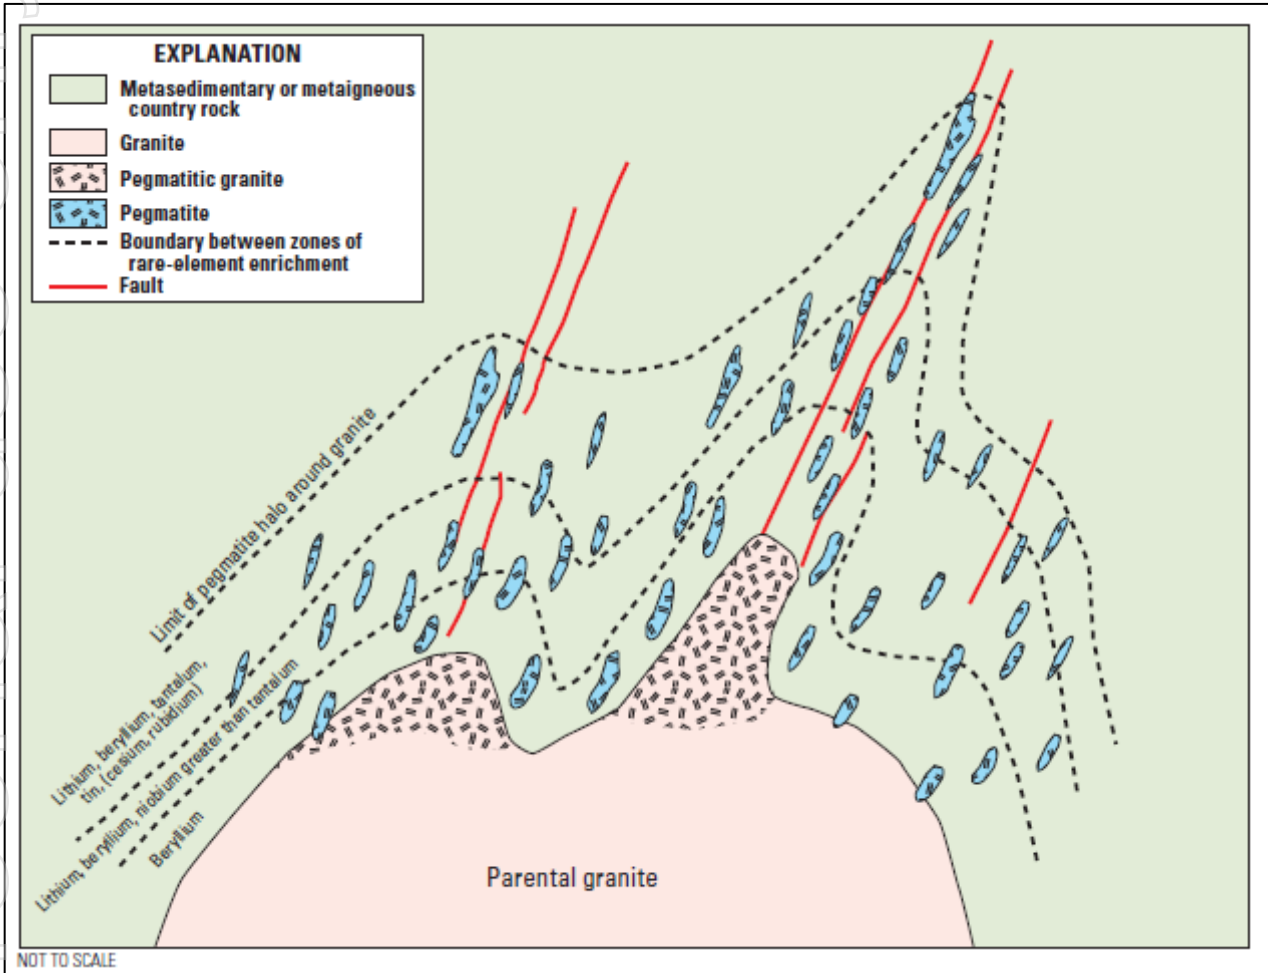 EXPLANATION
Metasedimentary or metaigneous
country rock
Granite
Pegmatitic granite
Pegmatite
Boundary between zones of
rare-element enrichment
Fault
Limit of pegmatite halo around granite
Lithium, beryllium, tantalum,
tin, (cesium, rubidium)
Lithium, beryllium, niobium greater than tantalum
Beryllium
Parental granite
NOT TO SCALE